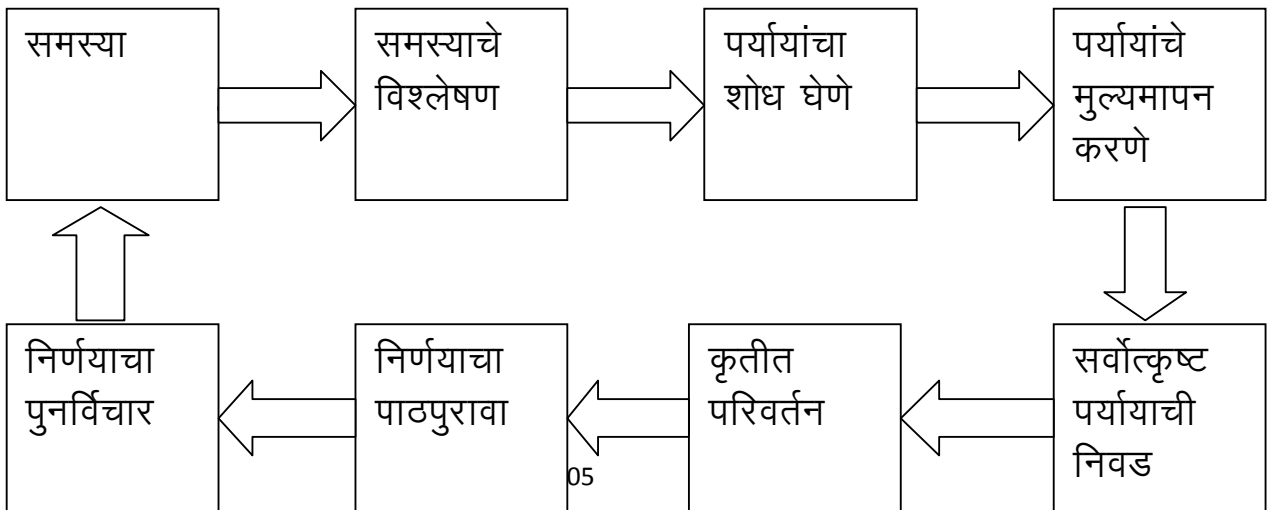 समस्या
समस्याचे
विश्लेषण
पर्यायांचा
शोध घेणे
पर्यायांचे
मुल्यमापन
करणे
सर्वोत्कृष्ट
पर्यायाची
निवड
कृतीत
परिवर्तन
निर्णयाचा
पाठपुरावा
निर्णयाचा
पुनर्विचार
05